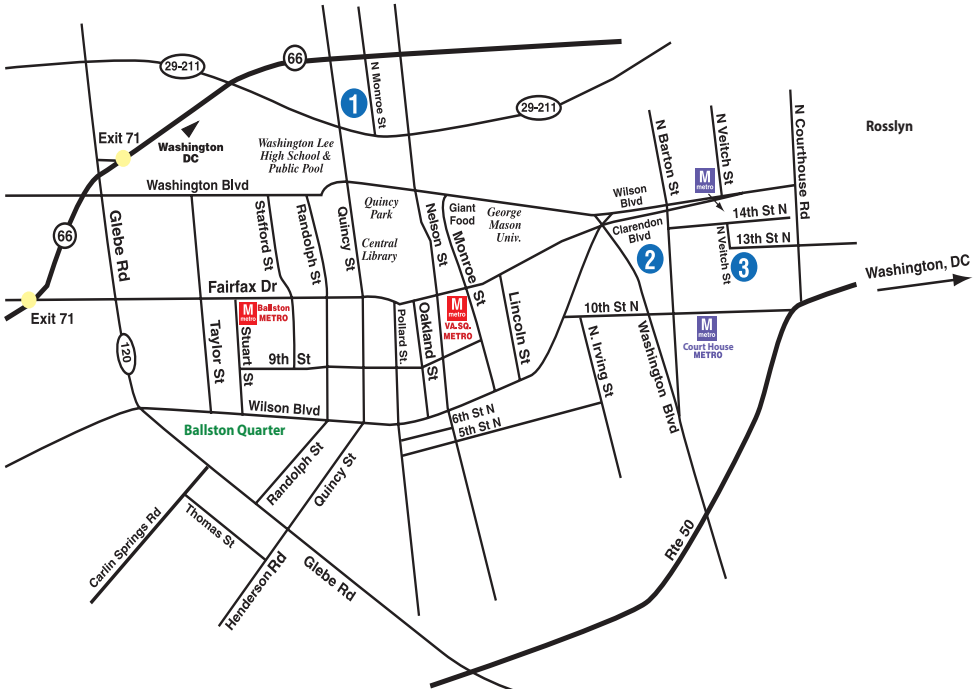 66
29-211
N Monroe St
1
29-211
N Barton St
N Veitch St
N Courthouse Rd
Rosslyn
Exit 71
Washington
DC
Washington Lee
High School &
Public Pool
M
metro
Washington Blvd
Wilson
Blvd
Glebe Rd
Stafford St
Randolph St
Quincy St
Quincy
Park
Nelson St
Giant
Food
George
Mason
Univ.
14th St N
Clarendon
Blvd
66
Central
Library
Monroe St
2
N Veitch St
13th St N
3
Washington, DC
Fairfax Dr
Exit 71
M
metro
Ballston
METRO
Pollard St.
Oakland St
M
metro
VA.SQ.
METRO
Lincoln St
10th St N
M
metro
Court House
METRO
120
Taylor St
Stuart St
9th St
N. Irving St
Washington Blvd
Wilson Blvd
6th St N
5th St N
Ballston Quarter
Randolph St
Quincy St
Carlin Springs Rd
Thomas St
Henderson Rd
Glebe Rd
Rte 50